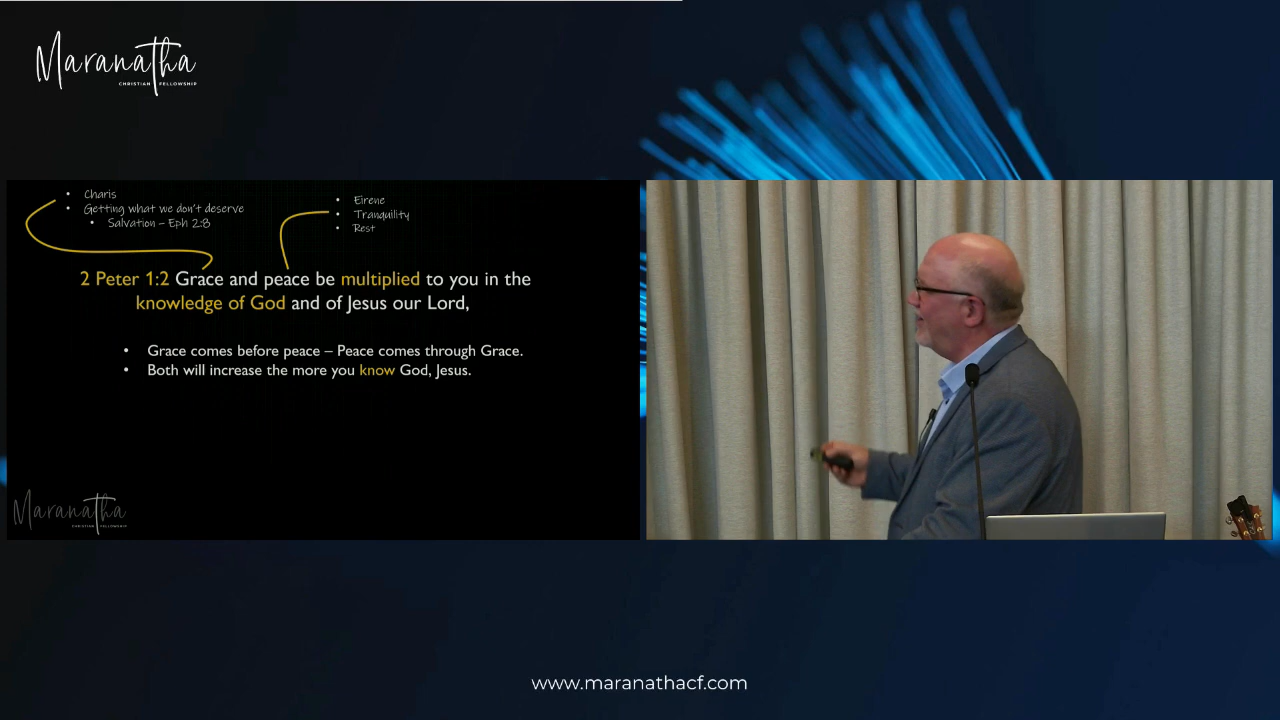 Maranatha
CHRISTIAN FELLOWSHIP
• Charis
• Getting what we don't deserve
• Salvation – Eph 2:8
• Eirene
• Tranquility
• Rest
2 Peter 1:2 Grace and peace be multiplied to you in the
knowledge of God and of Jesus our Lord,
• Grace comes before peace – Peace comes through Grace.
• Both will increase the more you know God, Jesus.
Maranatha
CHRISTIAN FELLOWSHIP
www.maranathacf.com